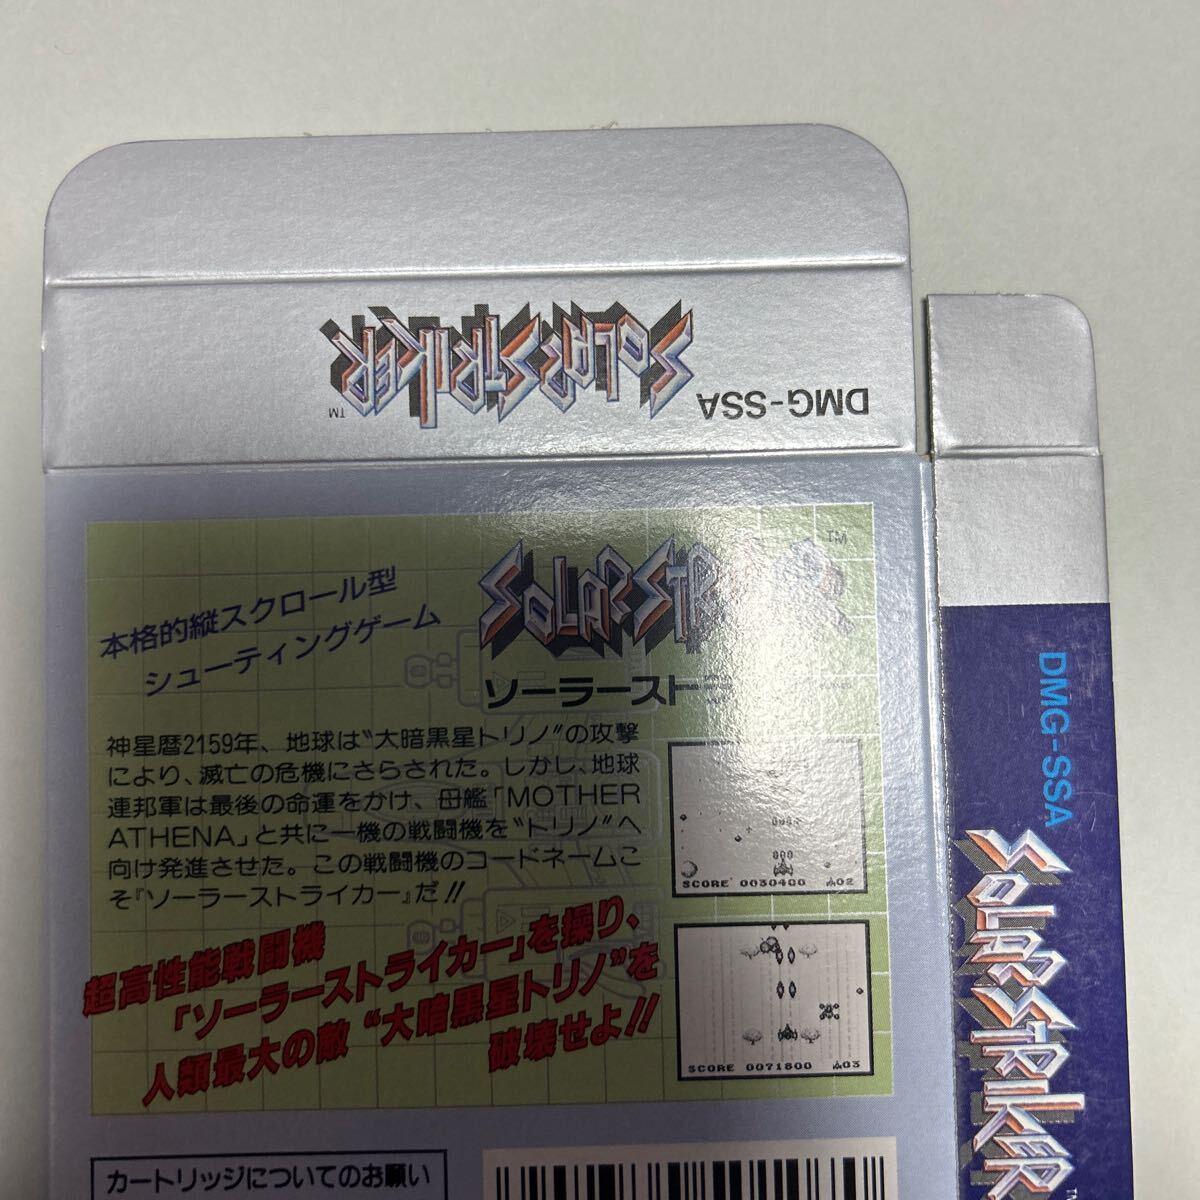 SOLARSTRIKER
TM
DMG-SSA
本格的縦スクロール型
シューティングゲーム
SOLARSTR
TM
ソーラースト
神星暦2159年、地球は“大暗黒星トリノ”の攻撃
により、滅亡の危機にさらされた。しかし、地球
連邦軍は最後の命運をかけ、母艦「MOTHER
ATHENA」と共に一機の戦闘機を“トリノ”へ
向け発進させた。この戦闘機のコードネームこ
そ『ソーラーストライカー』だ!!
超高性能戦闘機
「ソーラーストライカー」を操り、
人類最大の敵 “大暗黒星トリノ”を
破壊せよ!!
SCORE 0030400 02
SCORE 0071800 03
カートリッジについてのお願い
DMG-SSA
SOLARSTRIKER
TM